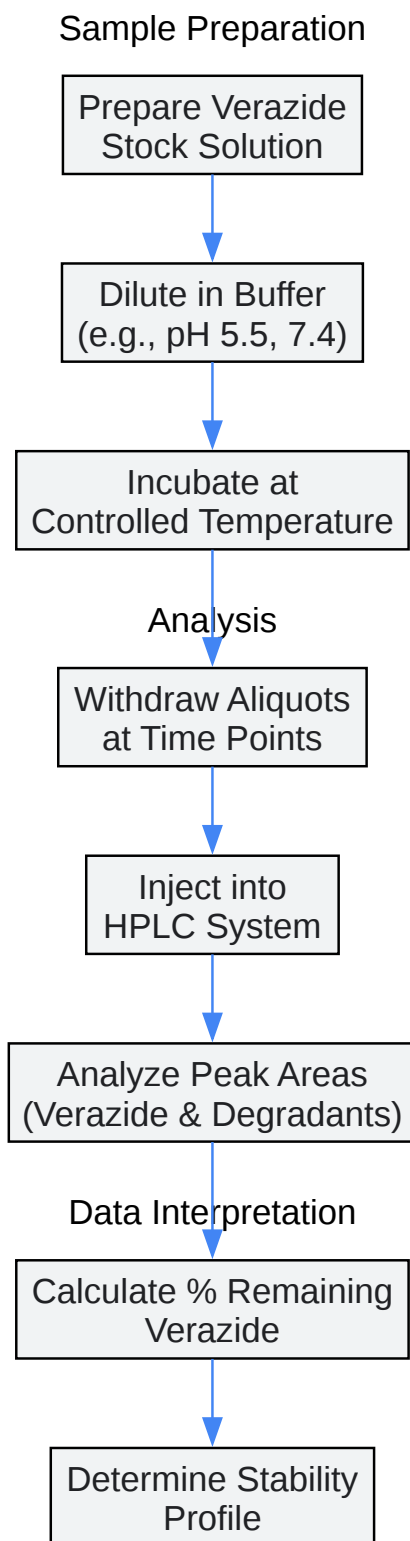 Sample Preparation
Prepare Verazide
Stock Solution
Dilute in Buffer
(e.g., pH 5.5, 7.4)
Incubate at
Controlled Temperature
Analysis
Withdraw Aliquots
at Time Points
Inject into
HPLC System
Analyze Peak Areas
(Verazide & Degradants)
Data Interpretation
Calculate % Remaining
Verazide
Determine Stability
Profile